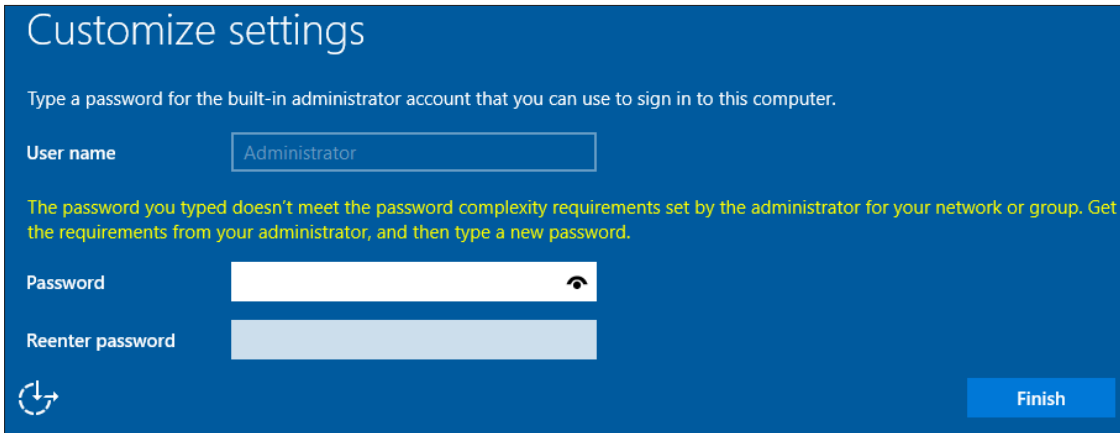 Customize settings
Type a password for the built-in administrator account that you can use to sign in to this computer.
User name
Administrator
The password you typed doesn’t meet the password complexity requirements set by the administrator for your network or group. Get
the requirements from your administrator, and then type a new password.
Password
Reenter password
Finish